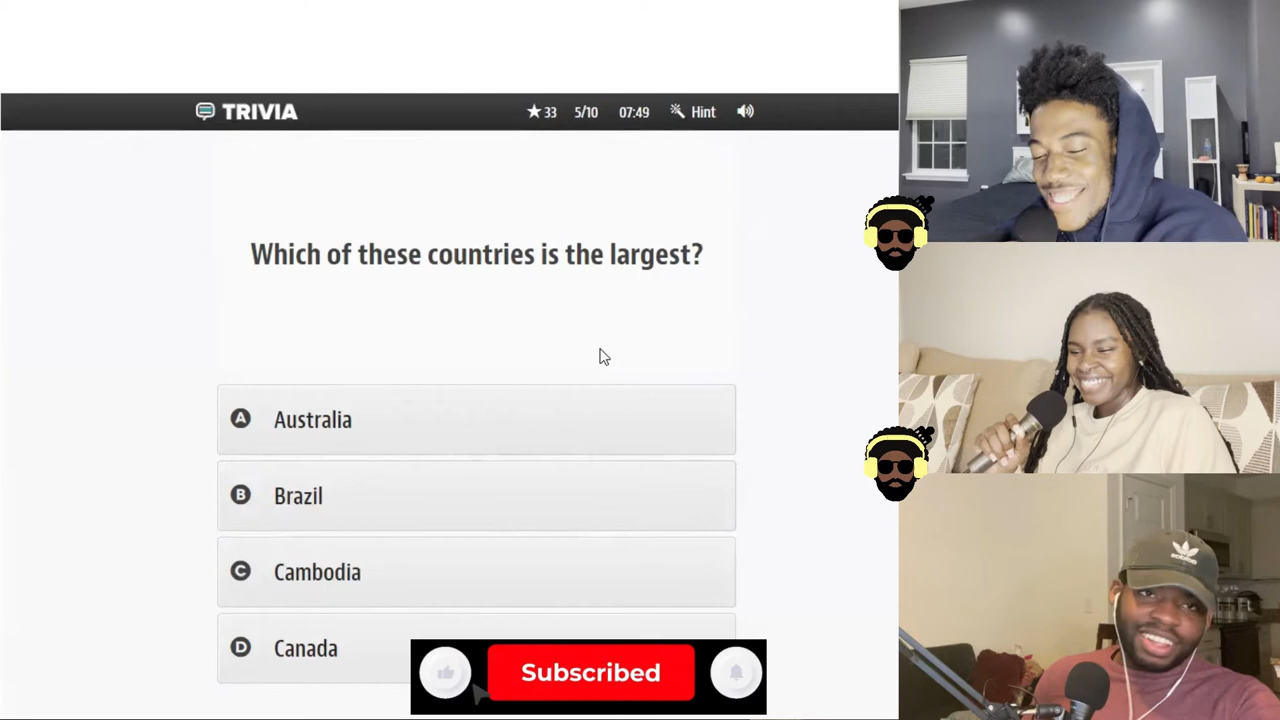 TRIVIA 33 5/10 07:49 Hint
Which of these countries is the largest?
A Australia
B Brazil
C Cambodia
D Canada
Subscribed
adidas